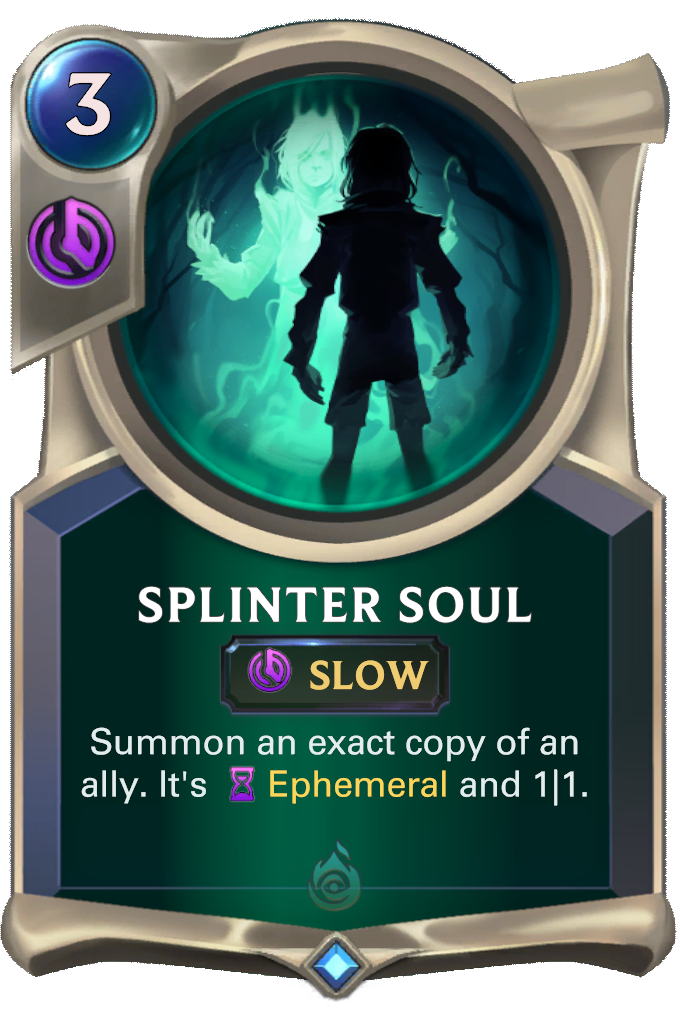 3
SPLINTER SOUL
SLOW
Summon an exact copy of an
ally. It's Ephemeral and 1|1.